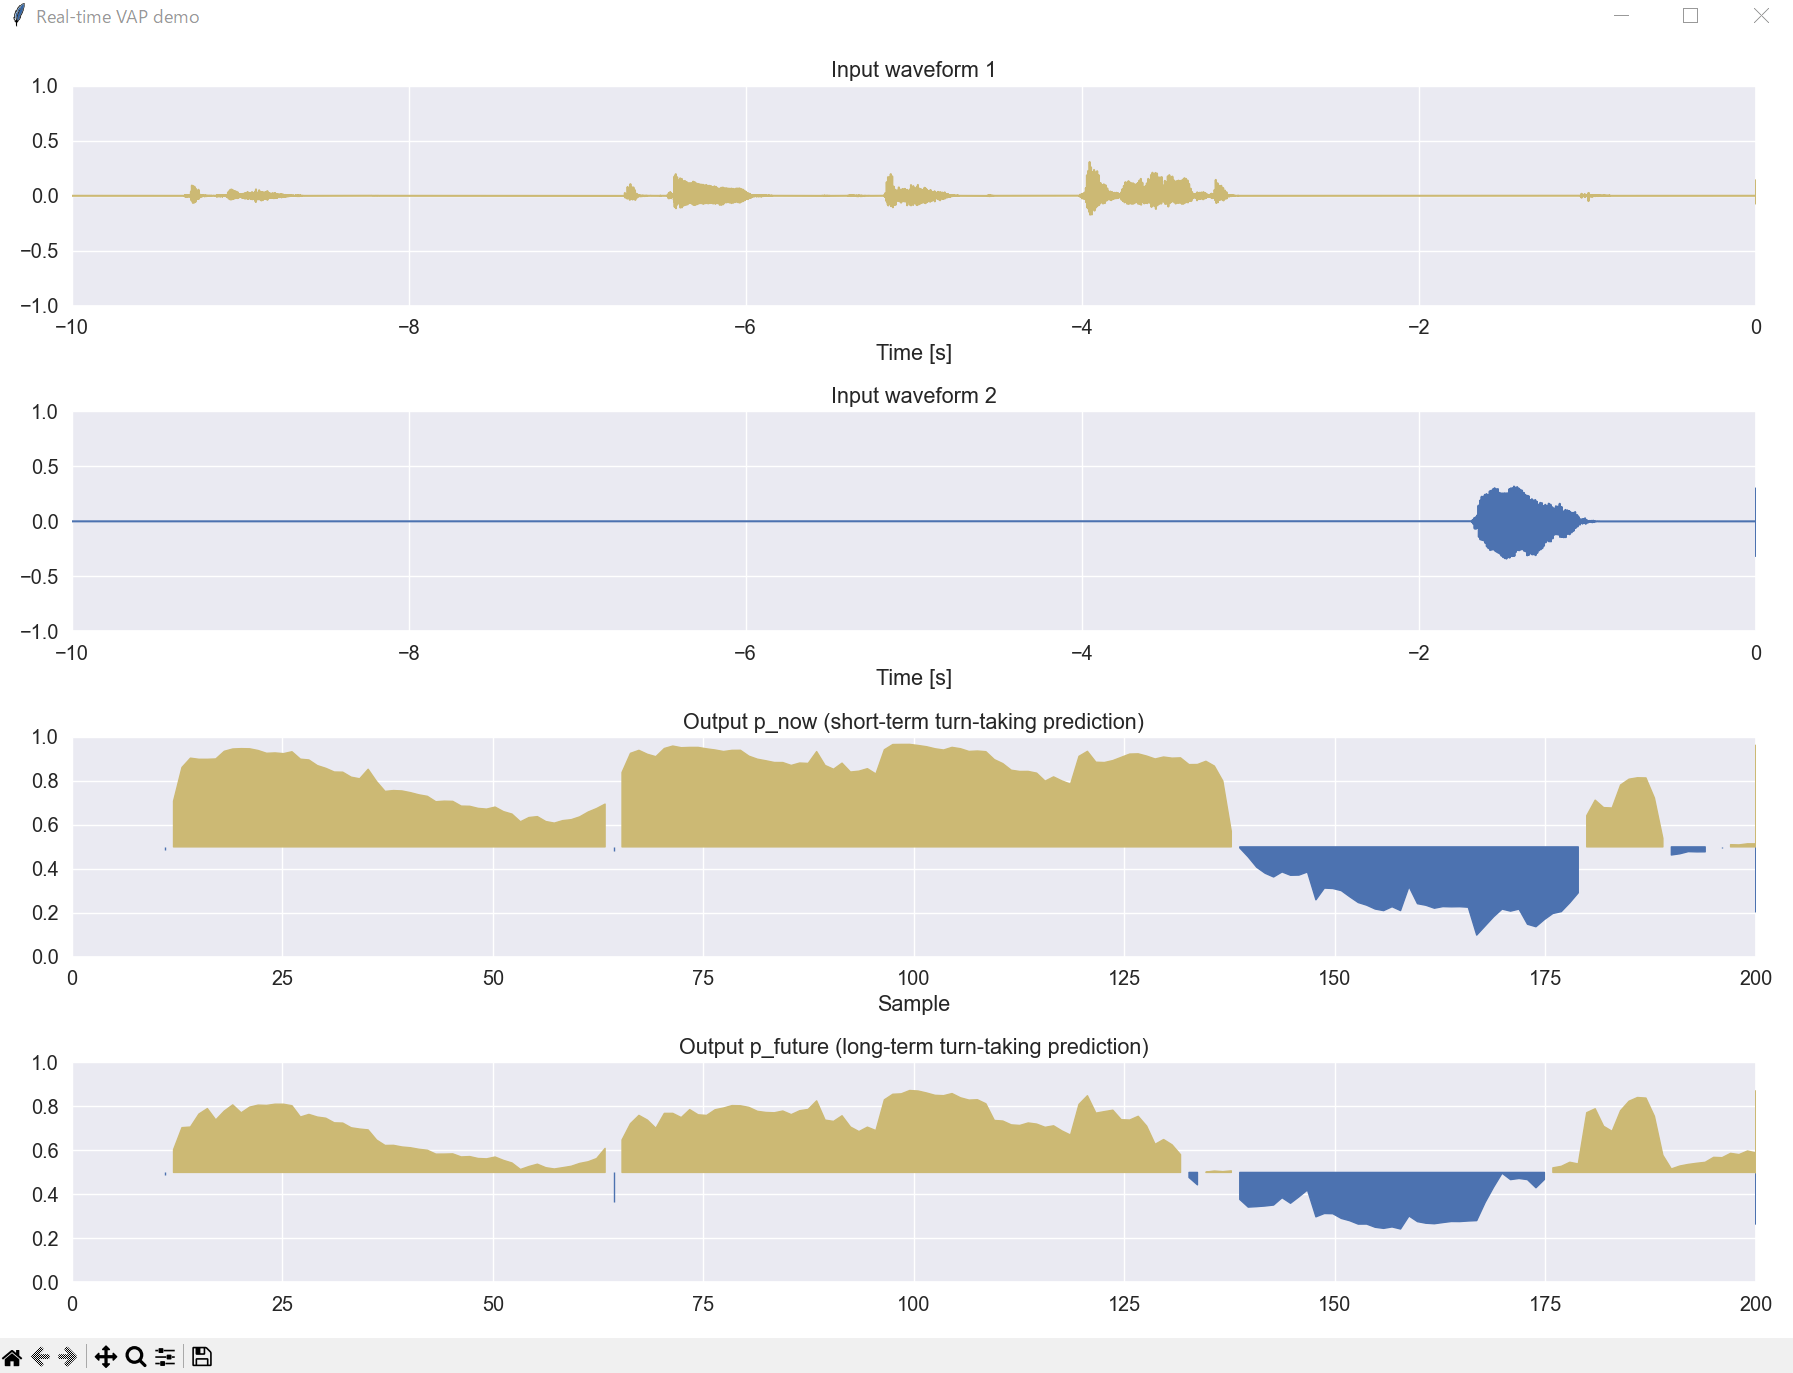 Real-time VAP demo
Input waveform 1
1.0
0.5
0.0
−0.5
−1.0
−10 −8 −6 −4 −2 0
Time [s]
Input waveform 2
1.0
0.5
0.0
−0.5
−1.0
−10 −8 −6 −4 −2 0
Time [s]
Output p_now (short-term turn-taking prediction)
1.0
0.8
0.6
0.4
0.2
0.0
0 25 50 75 100 125 150 175 200
Sample
Output p_future (long-term turn-taking prediction)
1.0
0.8
0.6
0.4
0.2
0.0
0 25 50 75 100 125 150 175 200